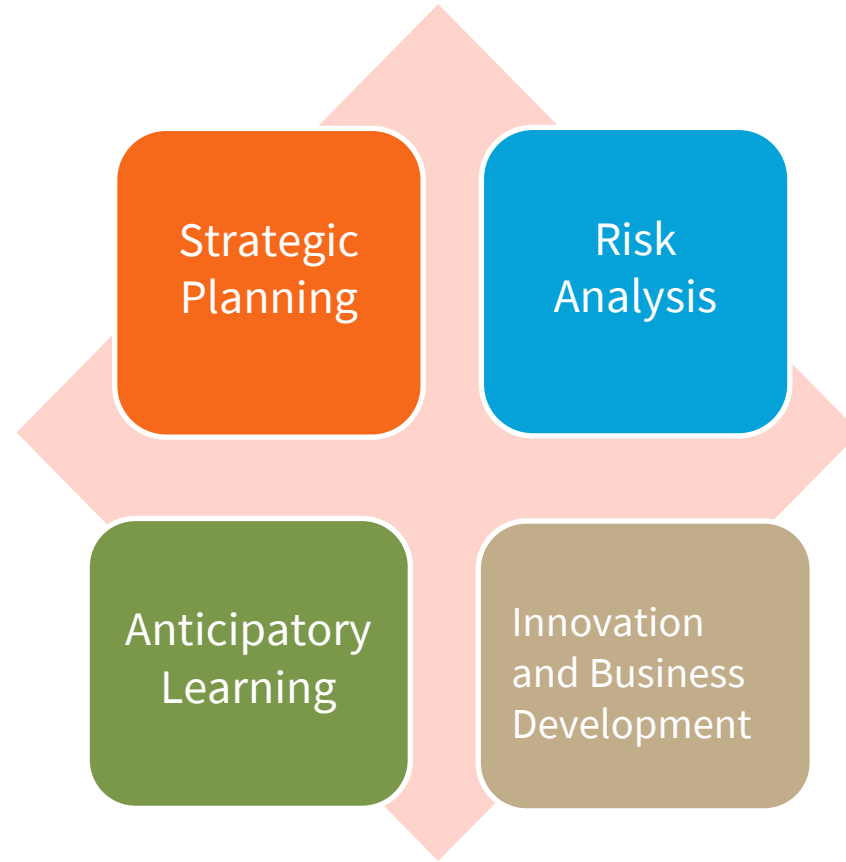 Strategic
Planning
Risk
Analysis
Anticipatory
Learning
Innovation
and Business
Development